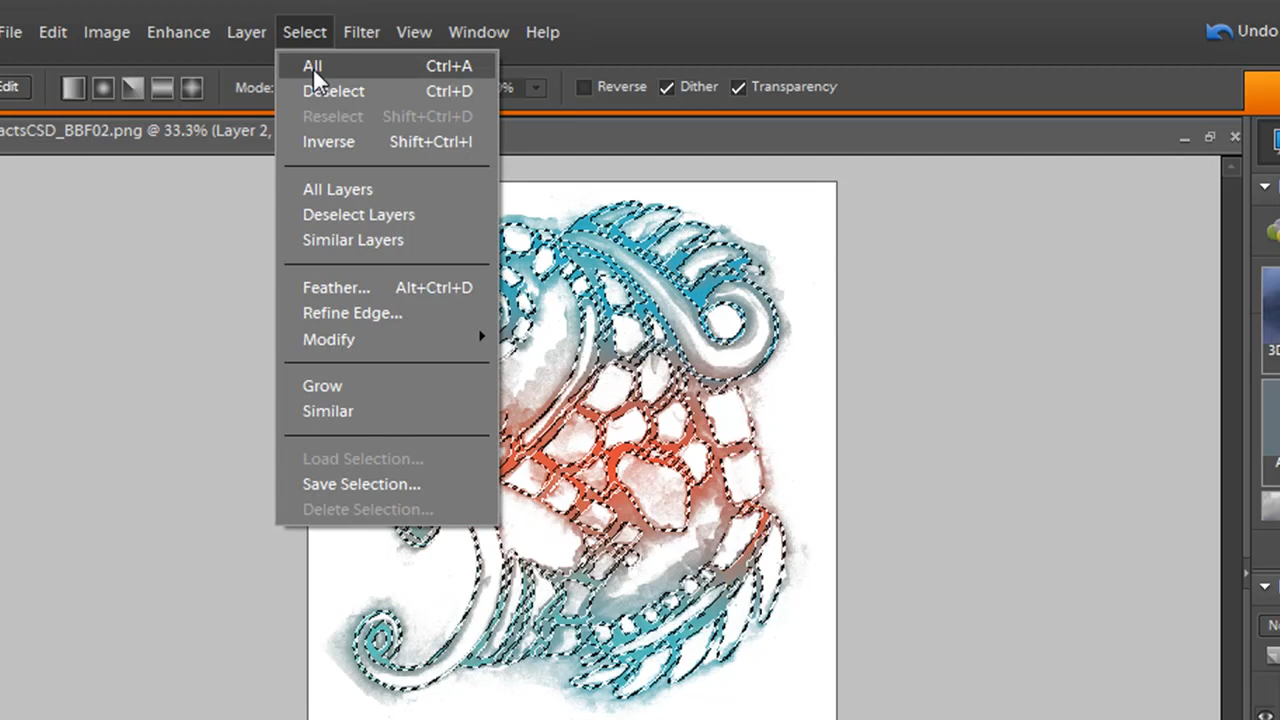 File Edit Image Enhance Layer Select Filter View Window Help Undo
Edit Mode: % Reverse Dither Transparency
actsCSD_BBF02.png @ 33.3% (Layer 2,
All Ctrl+A
Deselect Ctrl+D
Reselect Shift+Ctrl+D
Inverse Shift+Ctrl+I
All Layers
Deselect Layers
Similar Layers
Feather... Alt+Ctrl+D
Refine Edge...
Modify
Grow
Similar
Load Selection...
Save Selection...
Delete Selection...